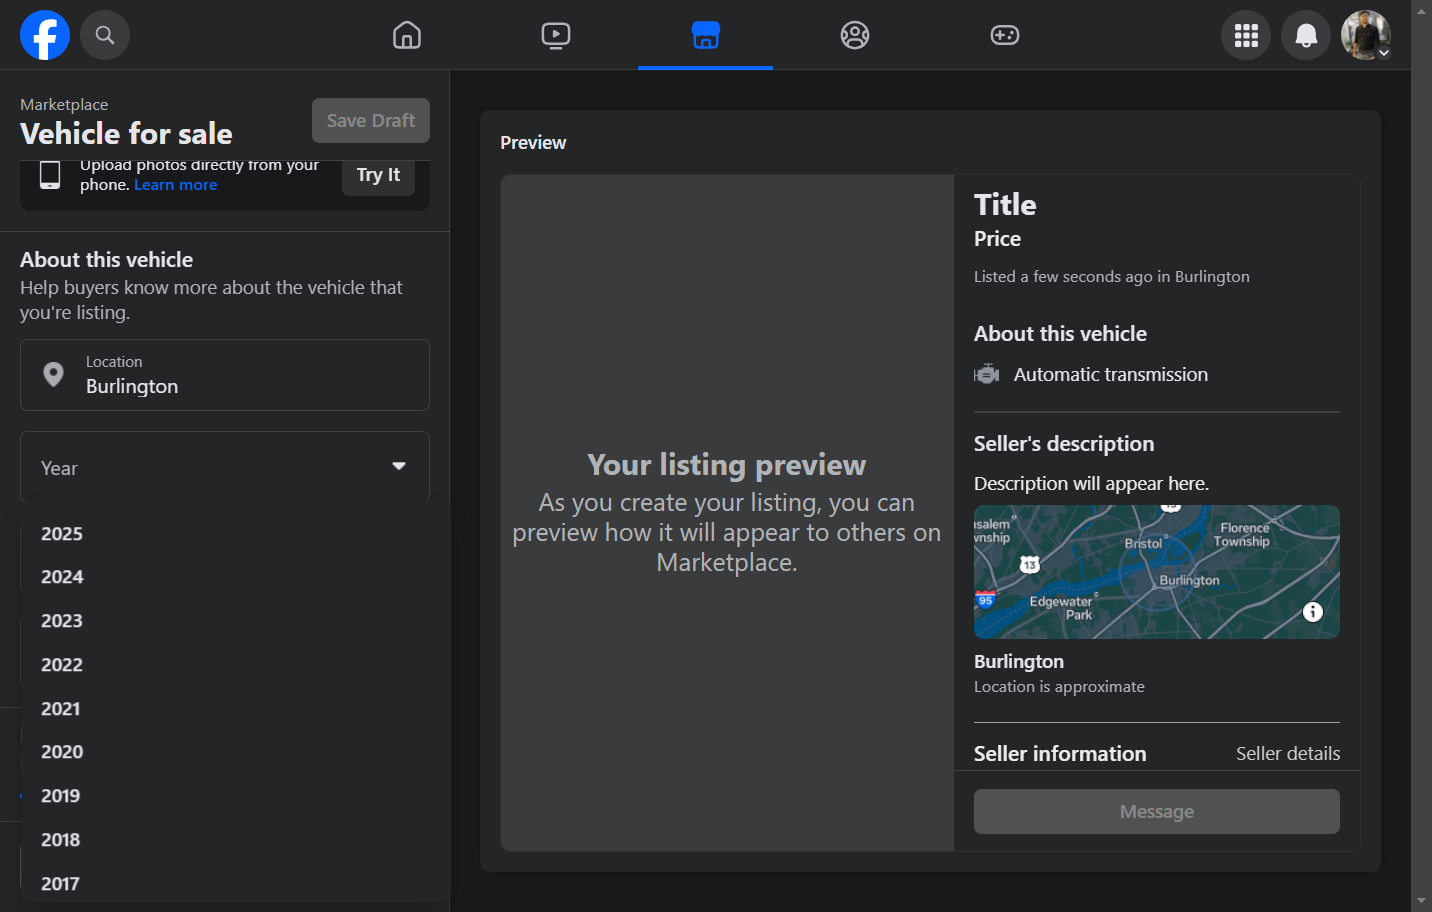 Marketplace
Vehicle for sale
Save Draft
Upload photos directly from your
phone. Learn more
Try It
About this vehicle
Help buyers know more about the vehicle that
you're listing.
Location
Burlington
Year
2025
2024
2023
2022
2021
2020
2019
2018
2017
Preview
Your listing preview
As you create your listing, you can
preview how it will appear to others on
Marketplace.
Title
Price
Listed a few seconds ago in Burlington
About this vehicle
Automatic transmission
Seller's description
Description will appear here.
nsalem
wnship
Bristol
Florence
Township
13
Burlington
95
Edgewater
Park
Burlington
Location is approximate
Seller information
Seller details
Message